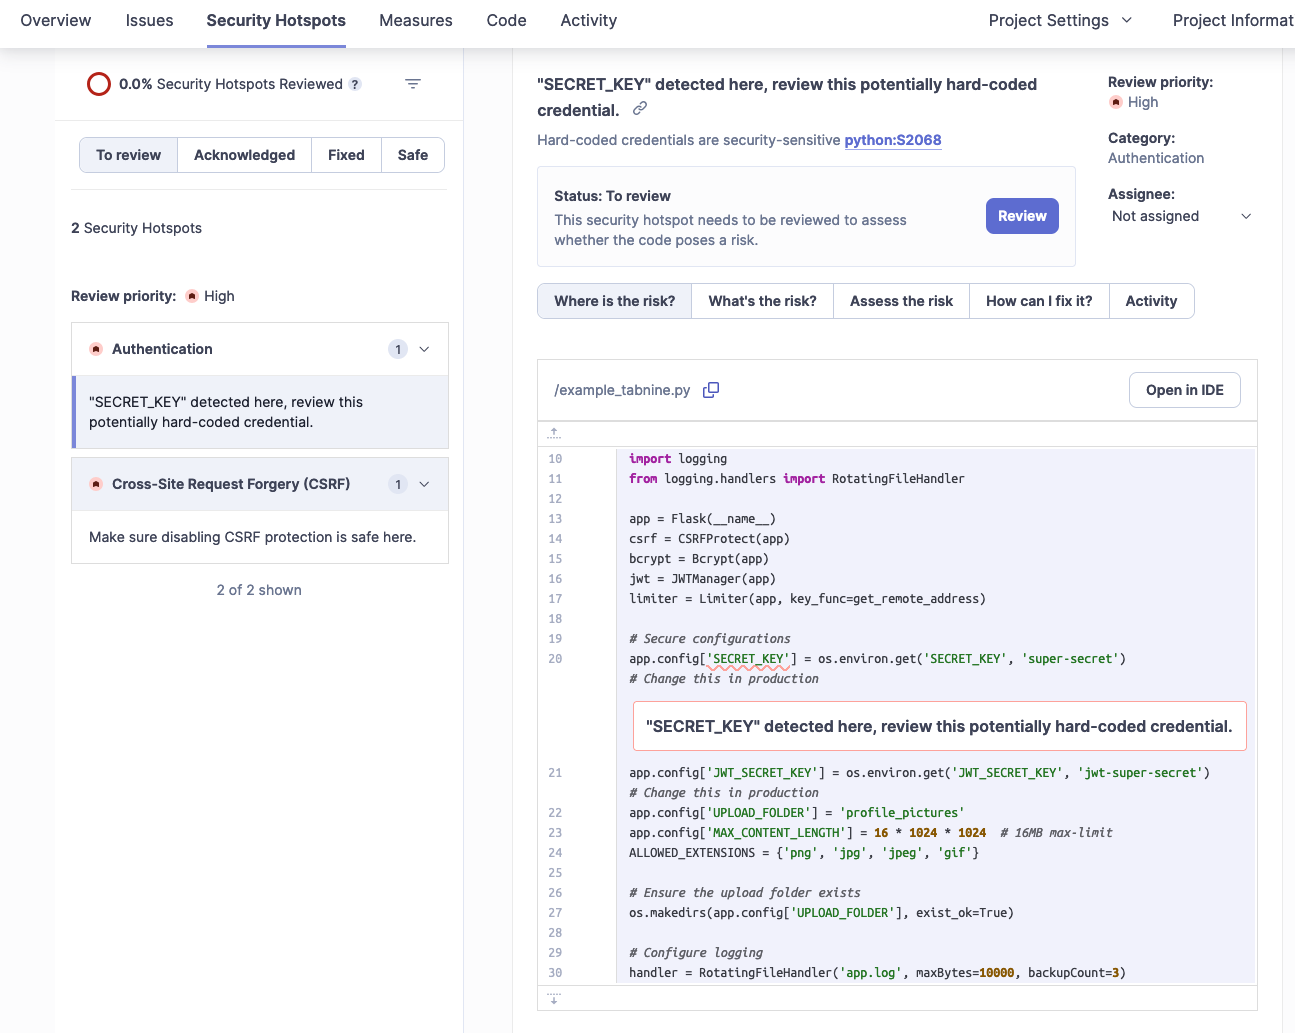 Overview Issues Security Hotspots Measures Code Activity Project Settings Project Informat
0.0% Security Hotspots Reviewed ?
To review Acknowledged Fixed Safe
2 Security Hotspots
Review priority: High
Authentication 1
"SECRET_KEY" detected here, review this
potentially hard-coded credential.
Cross-Site Request Forgery (CSRF) 1
Make sure disabling CSRF protection is safe here.
2 of 2 shown
"SECRET_KEY" detected here, review this potentially hard-coded
credential.
Hard-coded credentials are security-sensitive python:S2068
Status: To review
This security hotspot needs to be reviewed to assess
whether the code poses a risk.
Review
Review priority:
High
Category:
Authentication
Assignee:
Not assigned
Where is the risk? What's the risk? Assess the risk How can I fix it? Activity
/example_tabnine.py
Open in IDE
10 import logging
11 from logging.handlers import RotatingFileHandler
12
13 app = Flask(__name__)
14 csrf = CSRFProtect(app)
15 bcrypt = Bcrypt(app)
16 jwt = JWTManager(app)
17 limiter = Limiter(app, key_func=get_remote_address)
18
19 # Secure configurations
20 app.config['SECRET_KEY'] = os.environ.get('SECRET_KEY', 'super-secret')
# Change this in production
"SECRET_KEY" detected here, review this potentially hard-coded credential.
21 app.config['JWT_SECRET_KEY'] = os.environ.get('JWT_SECRET_KEY', 'jwt-super-secret')
# Change this in production
22 app.config['UPLOAD_FOLDER'] = 'profile_pictures'
23 app.config['MAX_CONTENT_LENGTH'] = 16 * 1024 * 1024 # 16MB max-limit
24 ALLOWED_EXTENSIONS = {'png', 'jpg', 'jpeg', 'gif'}
25
26 # Ensure the upload folder exists
27 os.makedirs(app.config['UPLOAD_FOLDER'], exist_ok=True)
28
29 # Configure logging
30 handler = RotatingFileHandler('app.log', maxBytes=10000, backupCount=3)